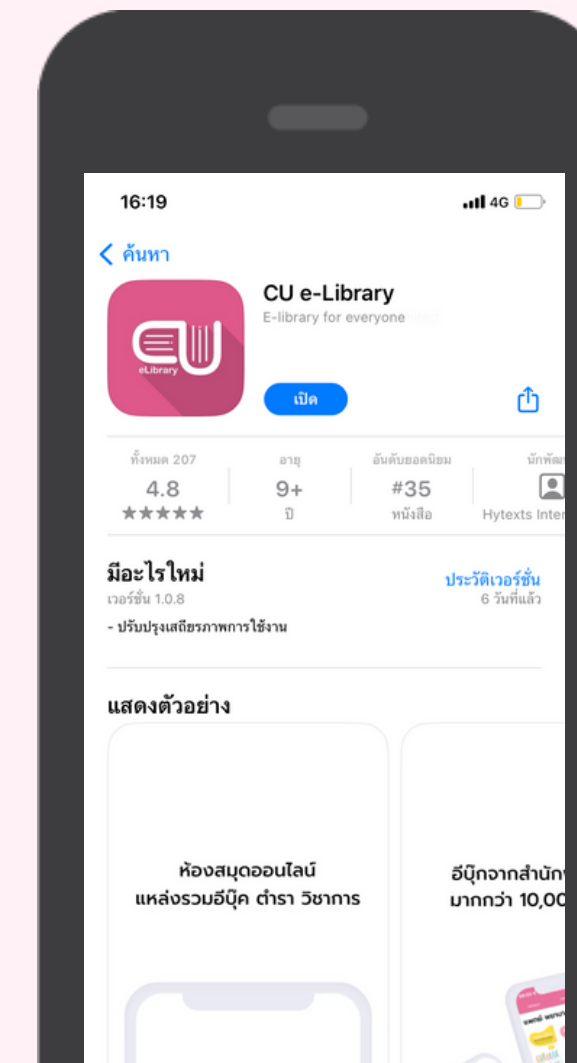 16:19
4G
ค้นหา
CU e-Library
E-library for everyone
CU
eLibrary
เปิด
ทั้งหมด 207
อายุ
อันดับยอดนิยม
4.8
9+
#35
ปี
หนังสือ
Hytexts
มีอะไรใหม่
ประวัติเวอร์ชั่น
เวอร์ชั่น 1.0.8
6 วันที่แล้ว
- ปรับปรุงเสถียรภาพการใช้งาน
แสดงตัวอย่าง
ห้องสมุดออนไลน์
แหล่งรวมอีบุ๊ค ตำรา วิชาการ
อีบุ๊กจากสำนัก
มากกว่า 10,00